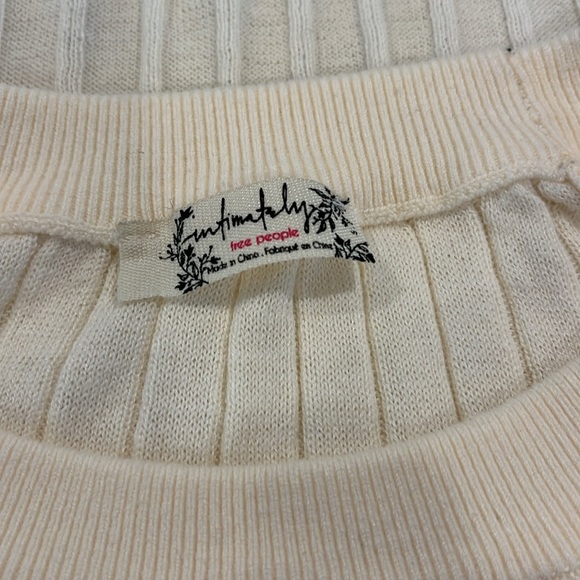 intimately
free people
Made in China . Fabriqué en Chine